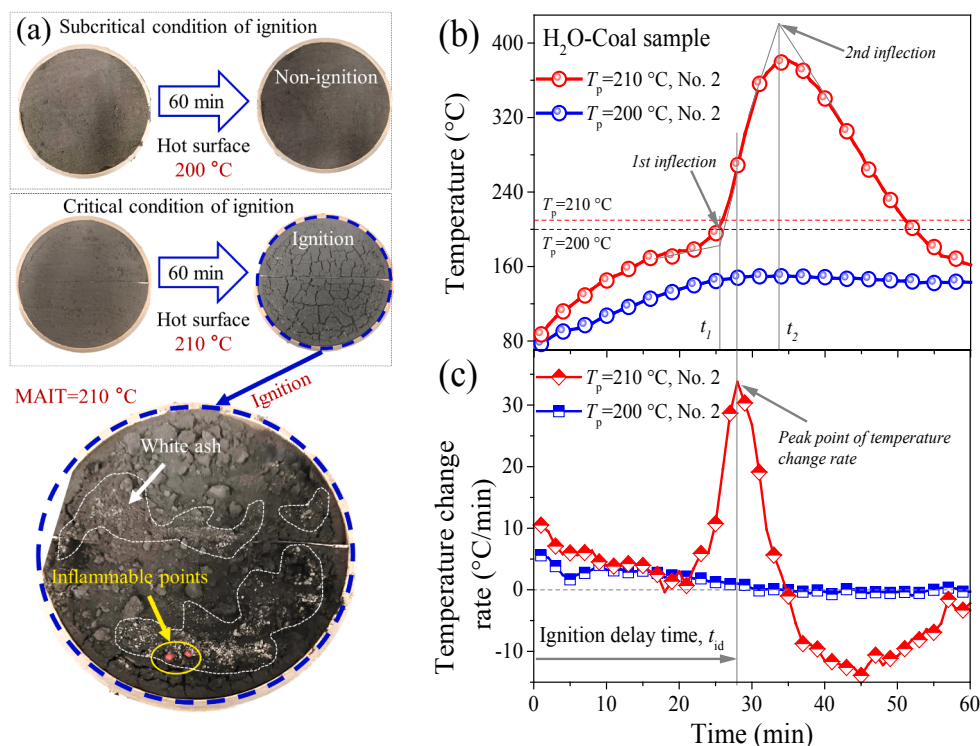 (a)
Subcritical condition of ignition
Non-ignition
60 min
Hot surface
200 °C
Critical condition of ignition
Ignition
60 min
Hot surface
210 °C
MAIT=210 °C
Ignition
White ash
Inflammable points
(b)
H₂O-Coal sample
Tₚ=210 °C, No. 2
Tₚ=200 °C, No. 2
2nd inflection
1st inflection
Tₚ=210 °C
Tₚ=200 °C
t₁
t₂
400
320
240
160
80
Temperature (°C)
(c)
Tₚ=210 °C, No. 2
Tₚ=200 °C, No. 2
Peak point of temperature
change rate
Ignition delay time, t_id
30
20
10
0
-10
Temperature change
rate (°C/min)
0 10 20 30 40 50 60
Time (min)